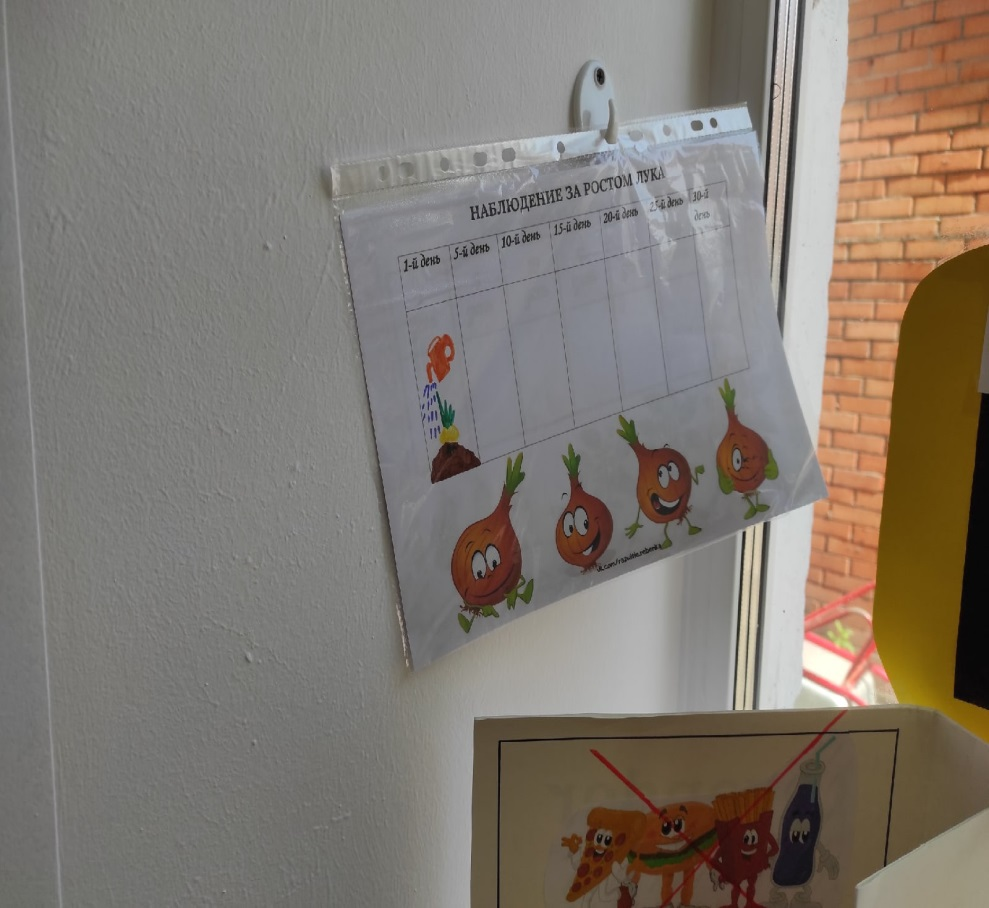 НАБЛЮДЕНИЕ ЗА РОСТОМ ЛУКА
1-й день 5-й день 10-й день 15-й день 20-й день 25-й день 30-й день